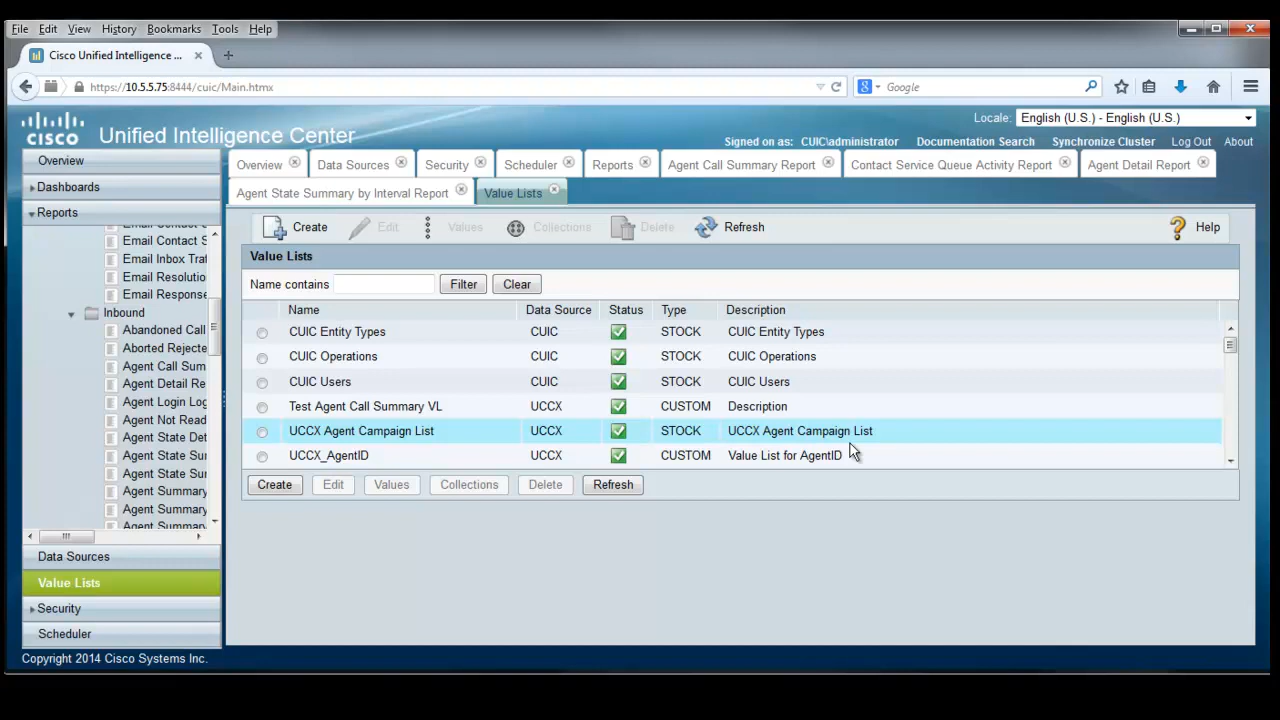 File Edit View History Bookmarks Tools Help
Cisco Unified Intelligence ...
https://10.5.5.75:8444/cuic/Main.htmx
Google
Locale: English (U.S.) - English (U.S.)
CISCO Unified Intelligence Center
Signed on as: CUIC\administrator Documentation Search Synchronize Cluster Log Out About
Overview
Dashboards
Reports
Email Contact S
Email Inbox Traf
Email Resolutio
Email Response
Inbound
Abandoned Call
Aborted Rejecte
Agent Call Sum
Agent Detail Re
Agent Login Log
Agent Not Read
Agent State Det
Agent State Sur
Agent State Sur
Agent Summary
Agent Summary
Agent Summary
Data Sources
Value Lists
Security
Scheduler
Overview Data Sources Security Scheduler Reports Agent Call Summary Report Contact Service Queue Activity Report Agent Detail Report
Agent State Summary by Interval Report Value Lists
Create Edit Values Collections Delete Refresh Help
Value Lists
Name contains Filter Clear
Name Data Source Status Type Description
CUIC Entity Types CUIC STOCK CUIC Entity Types
CUIC Operations CUIC STOCK CUIC Operations
CUIC Users CUIC STOCK CUIC Users
Test Agent Call Summary VL UCCX CUSTOM Description
UCCX Agent Campaign List UCCX STOCK UCCX Agent Campaign List
UCCX_AgentID UCCX CUSTOM Value List for AgentID
Create Edit Values Collections Delete Refresh
Copyright 2014 Cisco Systems Inc.